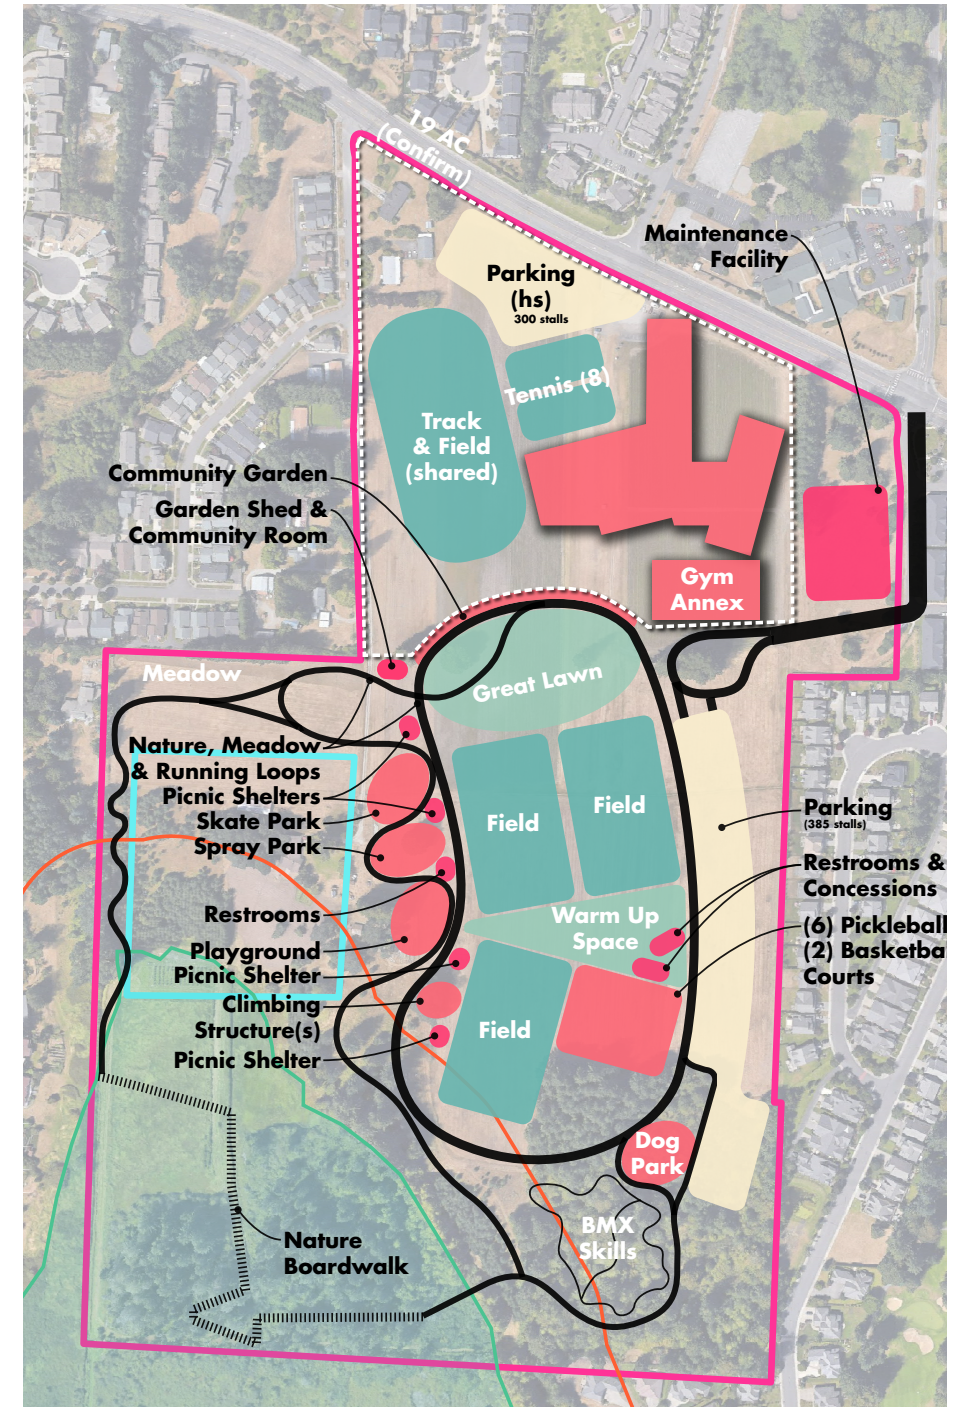 19 AC
(Confirm)
Maintenance
Facility
Parking
(hs)
300 stalls
Tennis (8)
Track
& Field
(shared)
Community Garden
Garden Shed &
Community Room
Gym
Annex
Meadow
Great Lawn
Nature, Meadow
& Running Loops
Picnic Shelters
Skate Park
Spray Park
Field
Field
Parking
(385 stalls)
Restrooms &
Concessions
Restrooms
Warm Up
Space
(6) Pickleball
(2) Basketba
Courts
Playground
Picnic Shelter
Climbing
Structure(s)
Picnic Shelter
Field
Dog
Park
BMX
Skills
Nature
Boardwalk